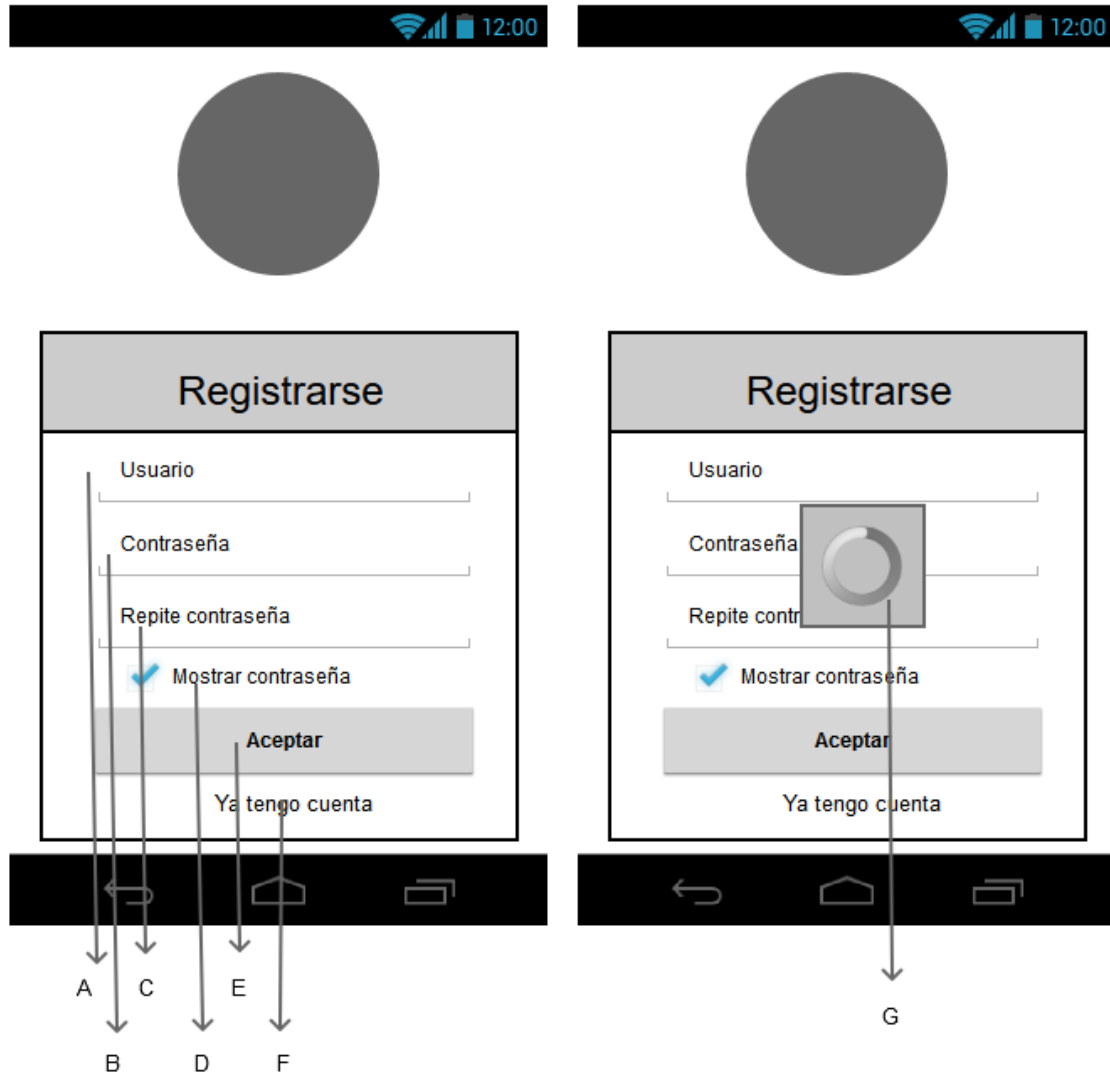 12:00
Registrarse
Usuario
Contraseña
Repite contraseña
Mostrar contraseña
Aceptar
Ya tengo cuenta
A
C
E
B
D
F
12:00
Registrarse
Usuario
Contraseña
Repite contr
Mostrar contraseña
Aceptar
Ya tengo cuenta
G